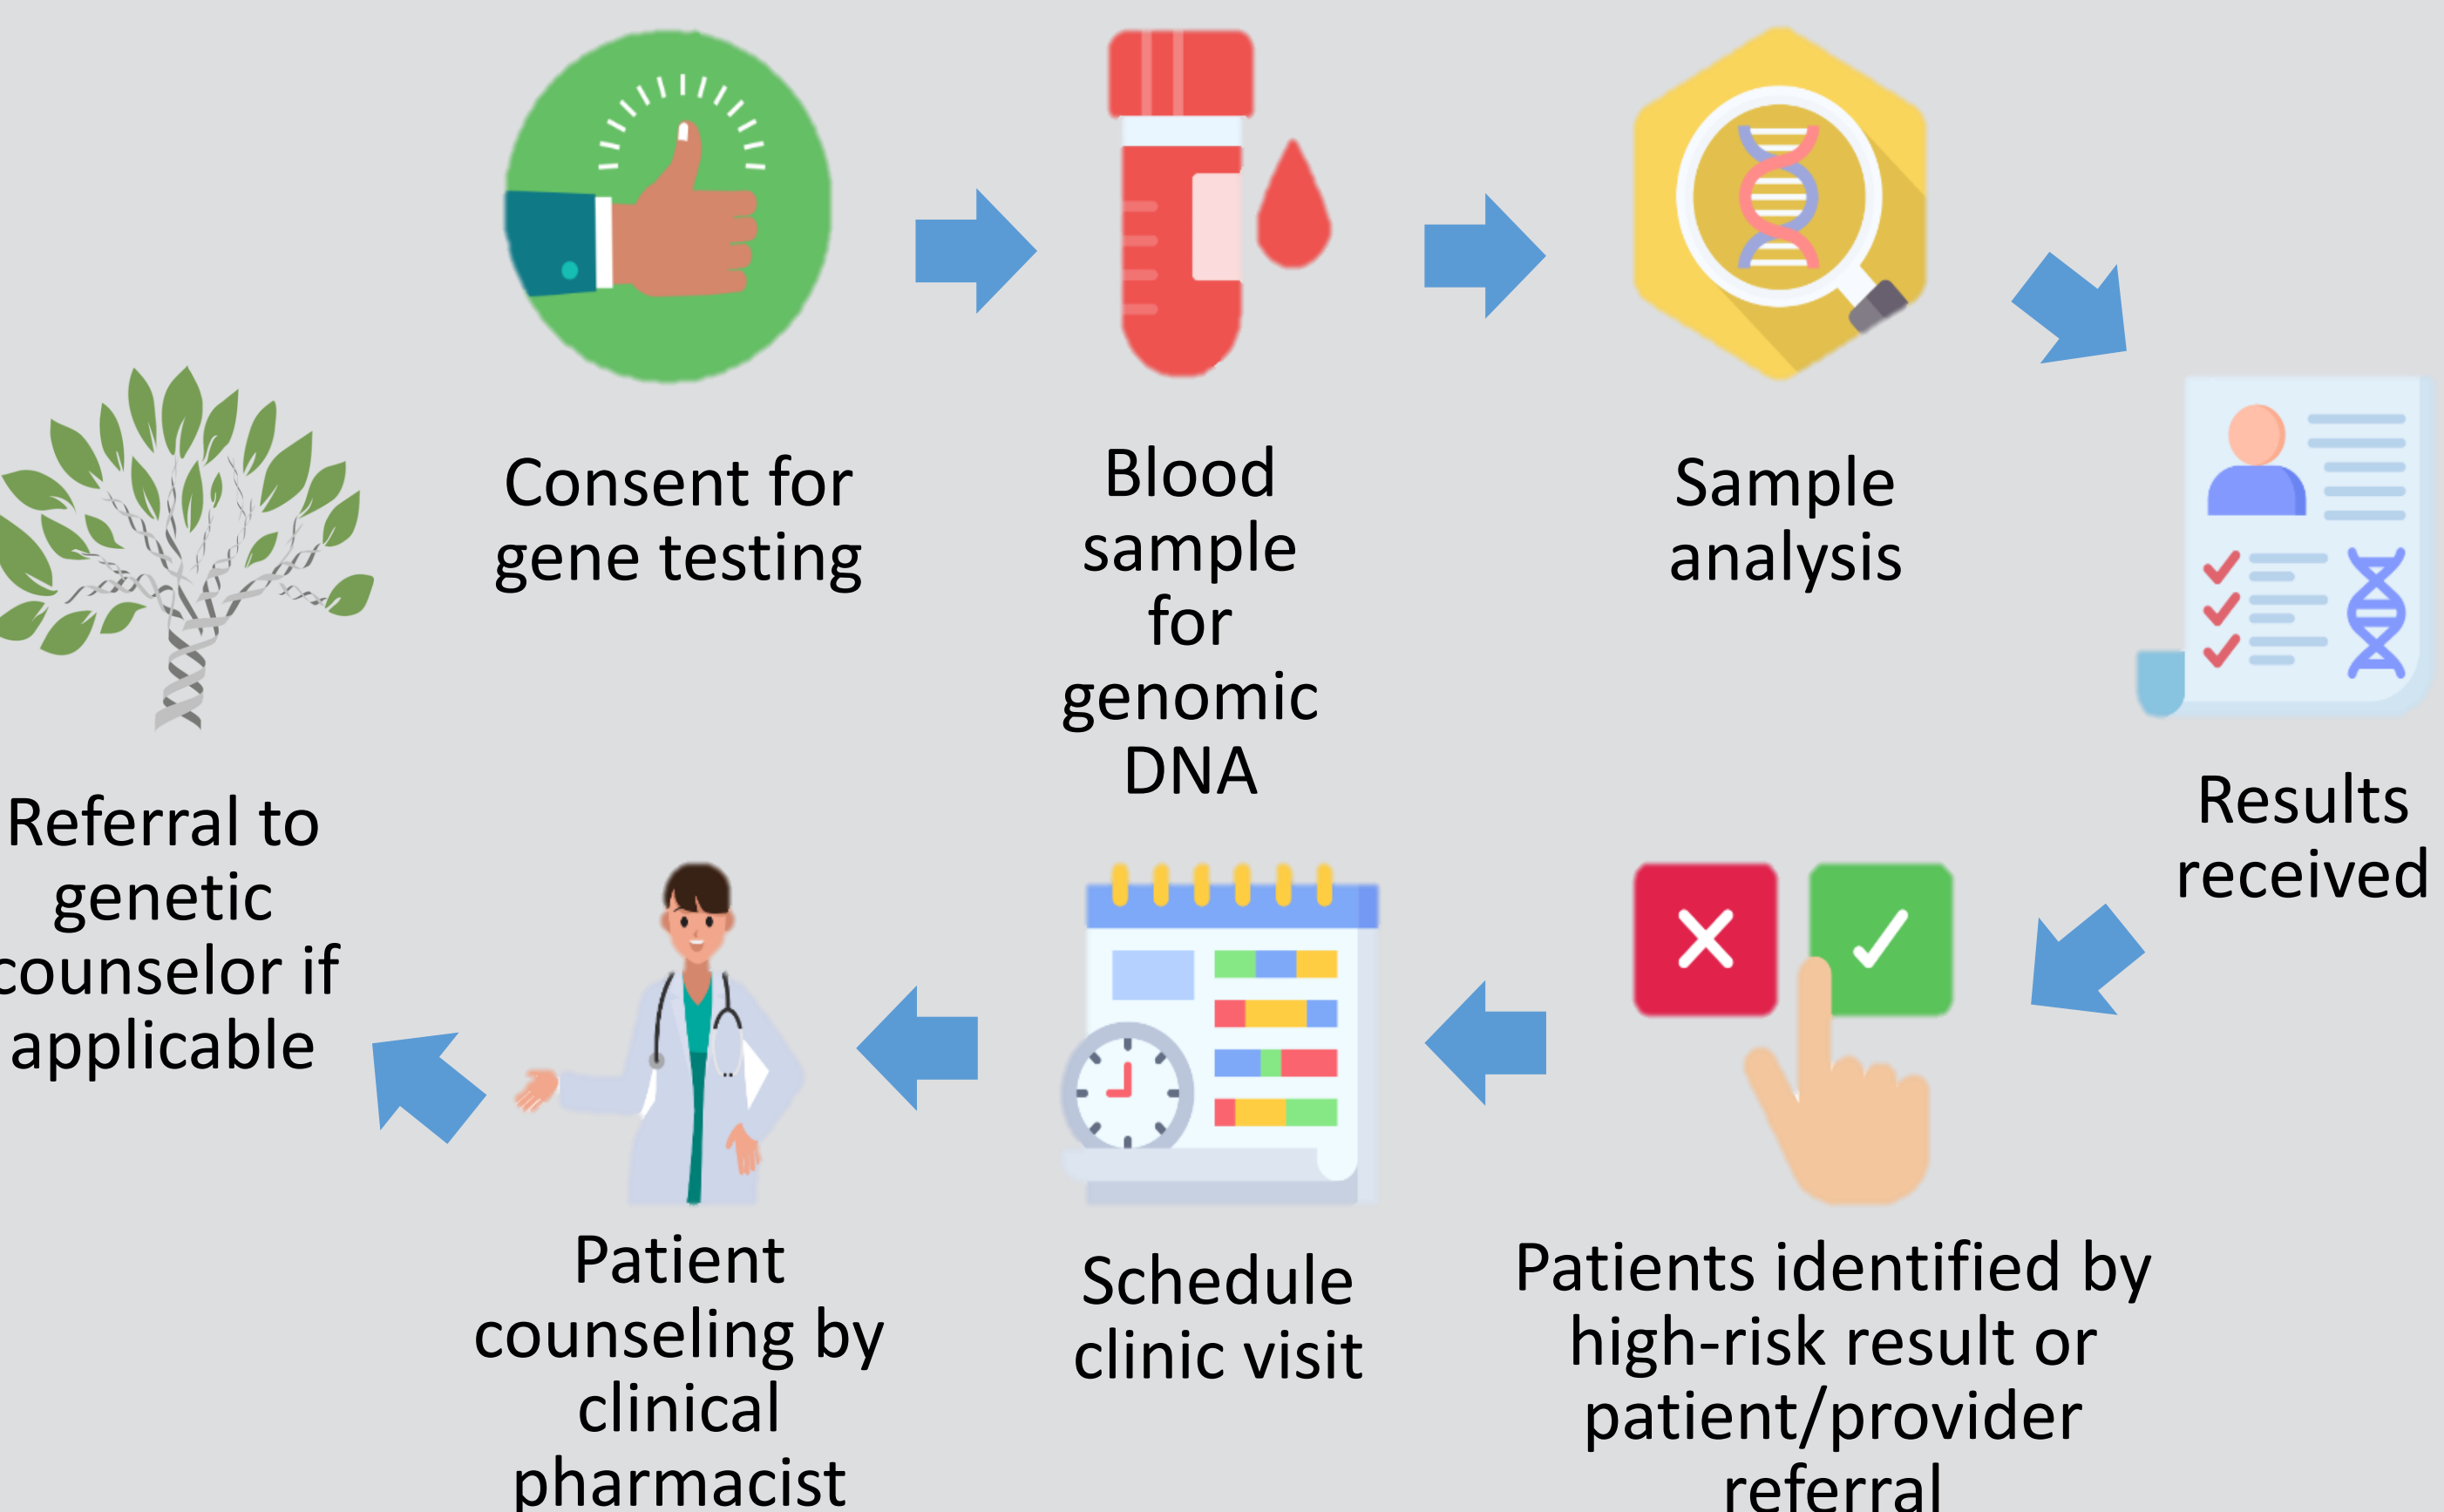 Consent for
gene testing
Blood
sample
for
genomic
DNA
Sample
analysis
Results
received
Patients identified by
high-risk result or
patient/provider
referral
Schedule
clinic visit
Patient
counseling by
clinical
pharmacist
Referral to
genetic
counselor if
applicable